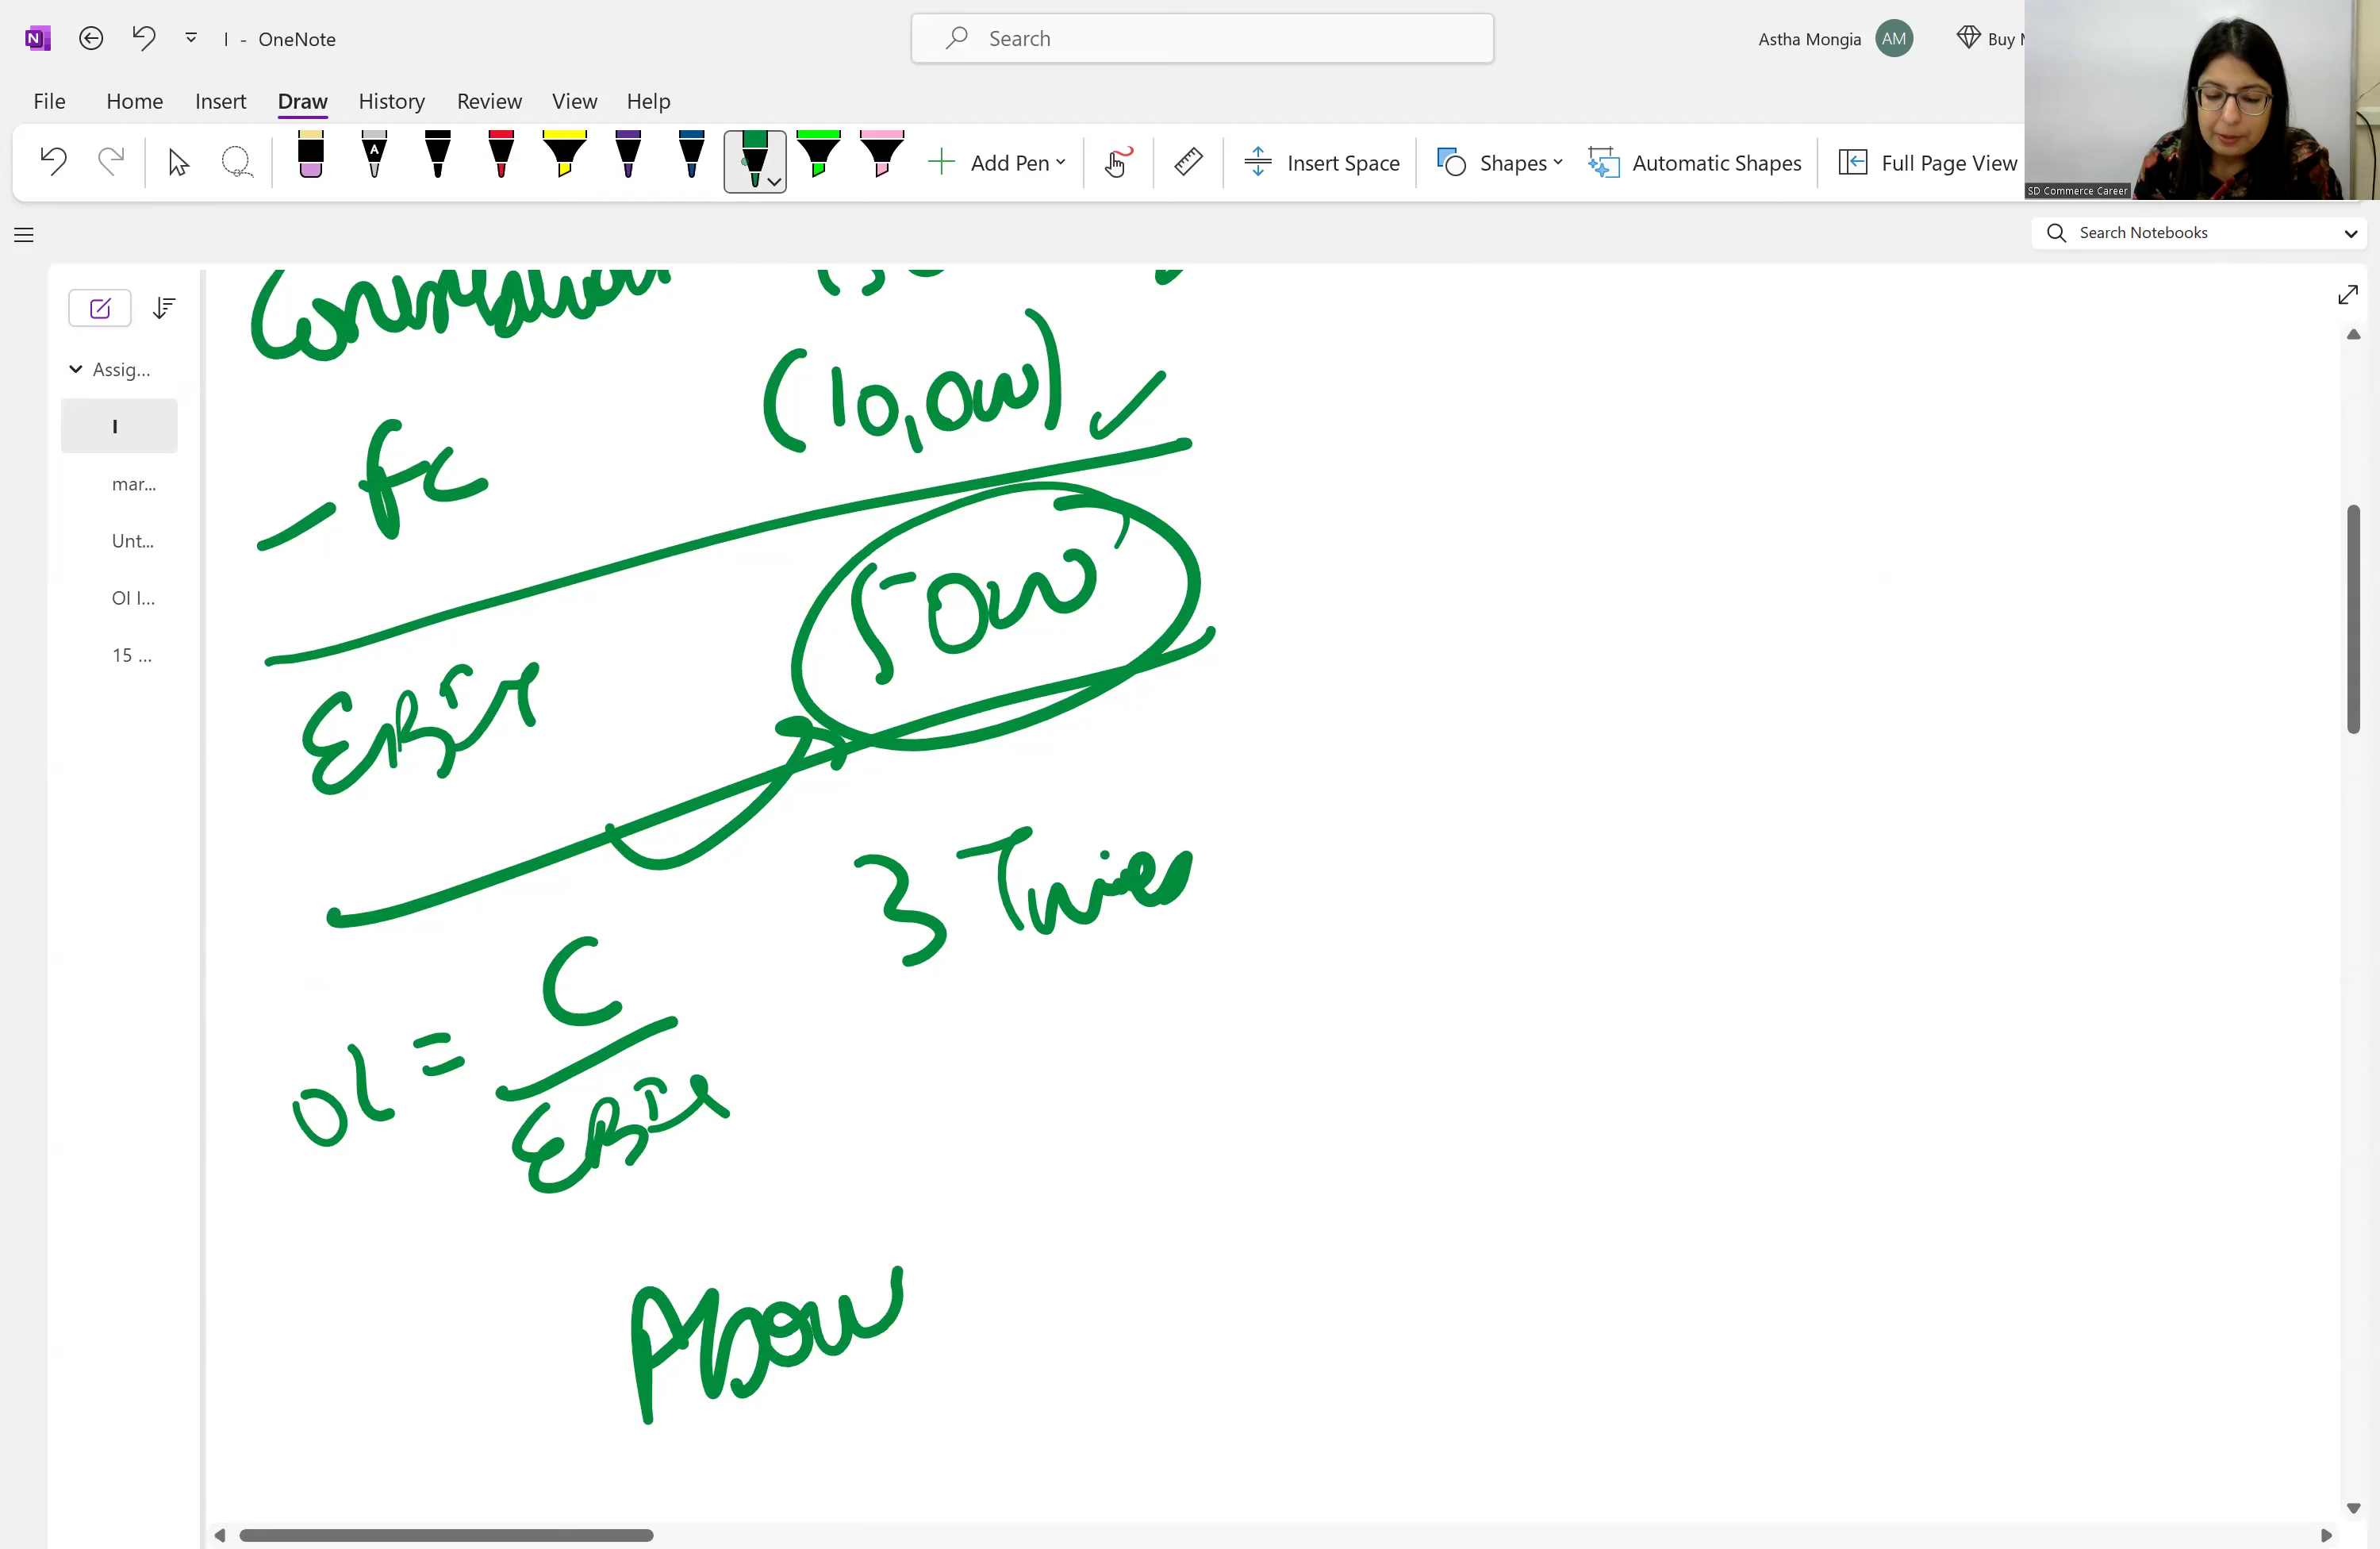 I - OneNote
Search
Astha Mongia AM
Buy
File Home Insert Draw History Review View Help
Add Pen
Insert Space
Shapes
Automatic Shapes
Full Page View
SD Commerce Career
Search Notebooks
Assig...
I
mar...
Unt...
OI I...
15 ...
Contribution
(10,000)
- FC
5000
EBIT
3 Times
OL = C
EBIT